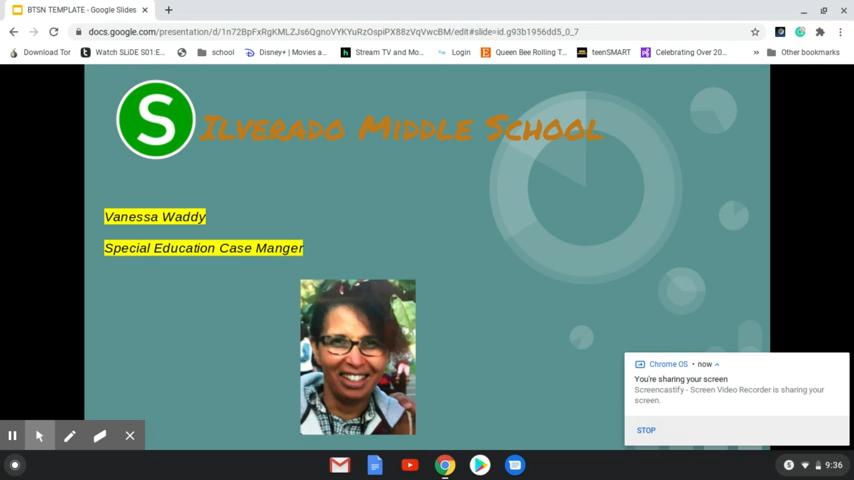 BTSN TEMPLATE - Google Slides
docs.google.com/presentation/d/1n72BpFxRgKMLZJs6QgnoVYKYuRzOspiPX88zVqVwcBM/edit#slide=id.g93b1956dd5_0_7
Download Tor
Watch SLiDE S01:E...
school
Disney+ | Movies a...
Stream TV and Mo...
Login
Queen Bee Rolling T...
teenSMART
Celebrating Over 20...
»
Other bookmarks
S ilverado Middle School
Vanessa Waddy
Special Education Case Manger
Chrome OS • now
You're sharing your screen
Screencastify - Screen Video Recorder is sharing your
screen.
STOP
9:36